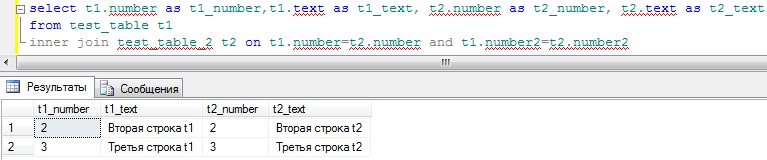 select t1.number as t1_number,t1.text as t1_text, t2.number as t2_number, t2.text as t2_text
from test_table t1
inner join test_table_2 t2 on t1.number=t2.number and t1.number2=t2.number2
Результаты Сообщения
t1_number t1_text t2_number t2_text
1 2 Вторая строка t1 2 Вторая строка t2
2 3 Третья строка t1 3 Третья строка t2